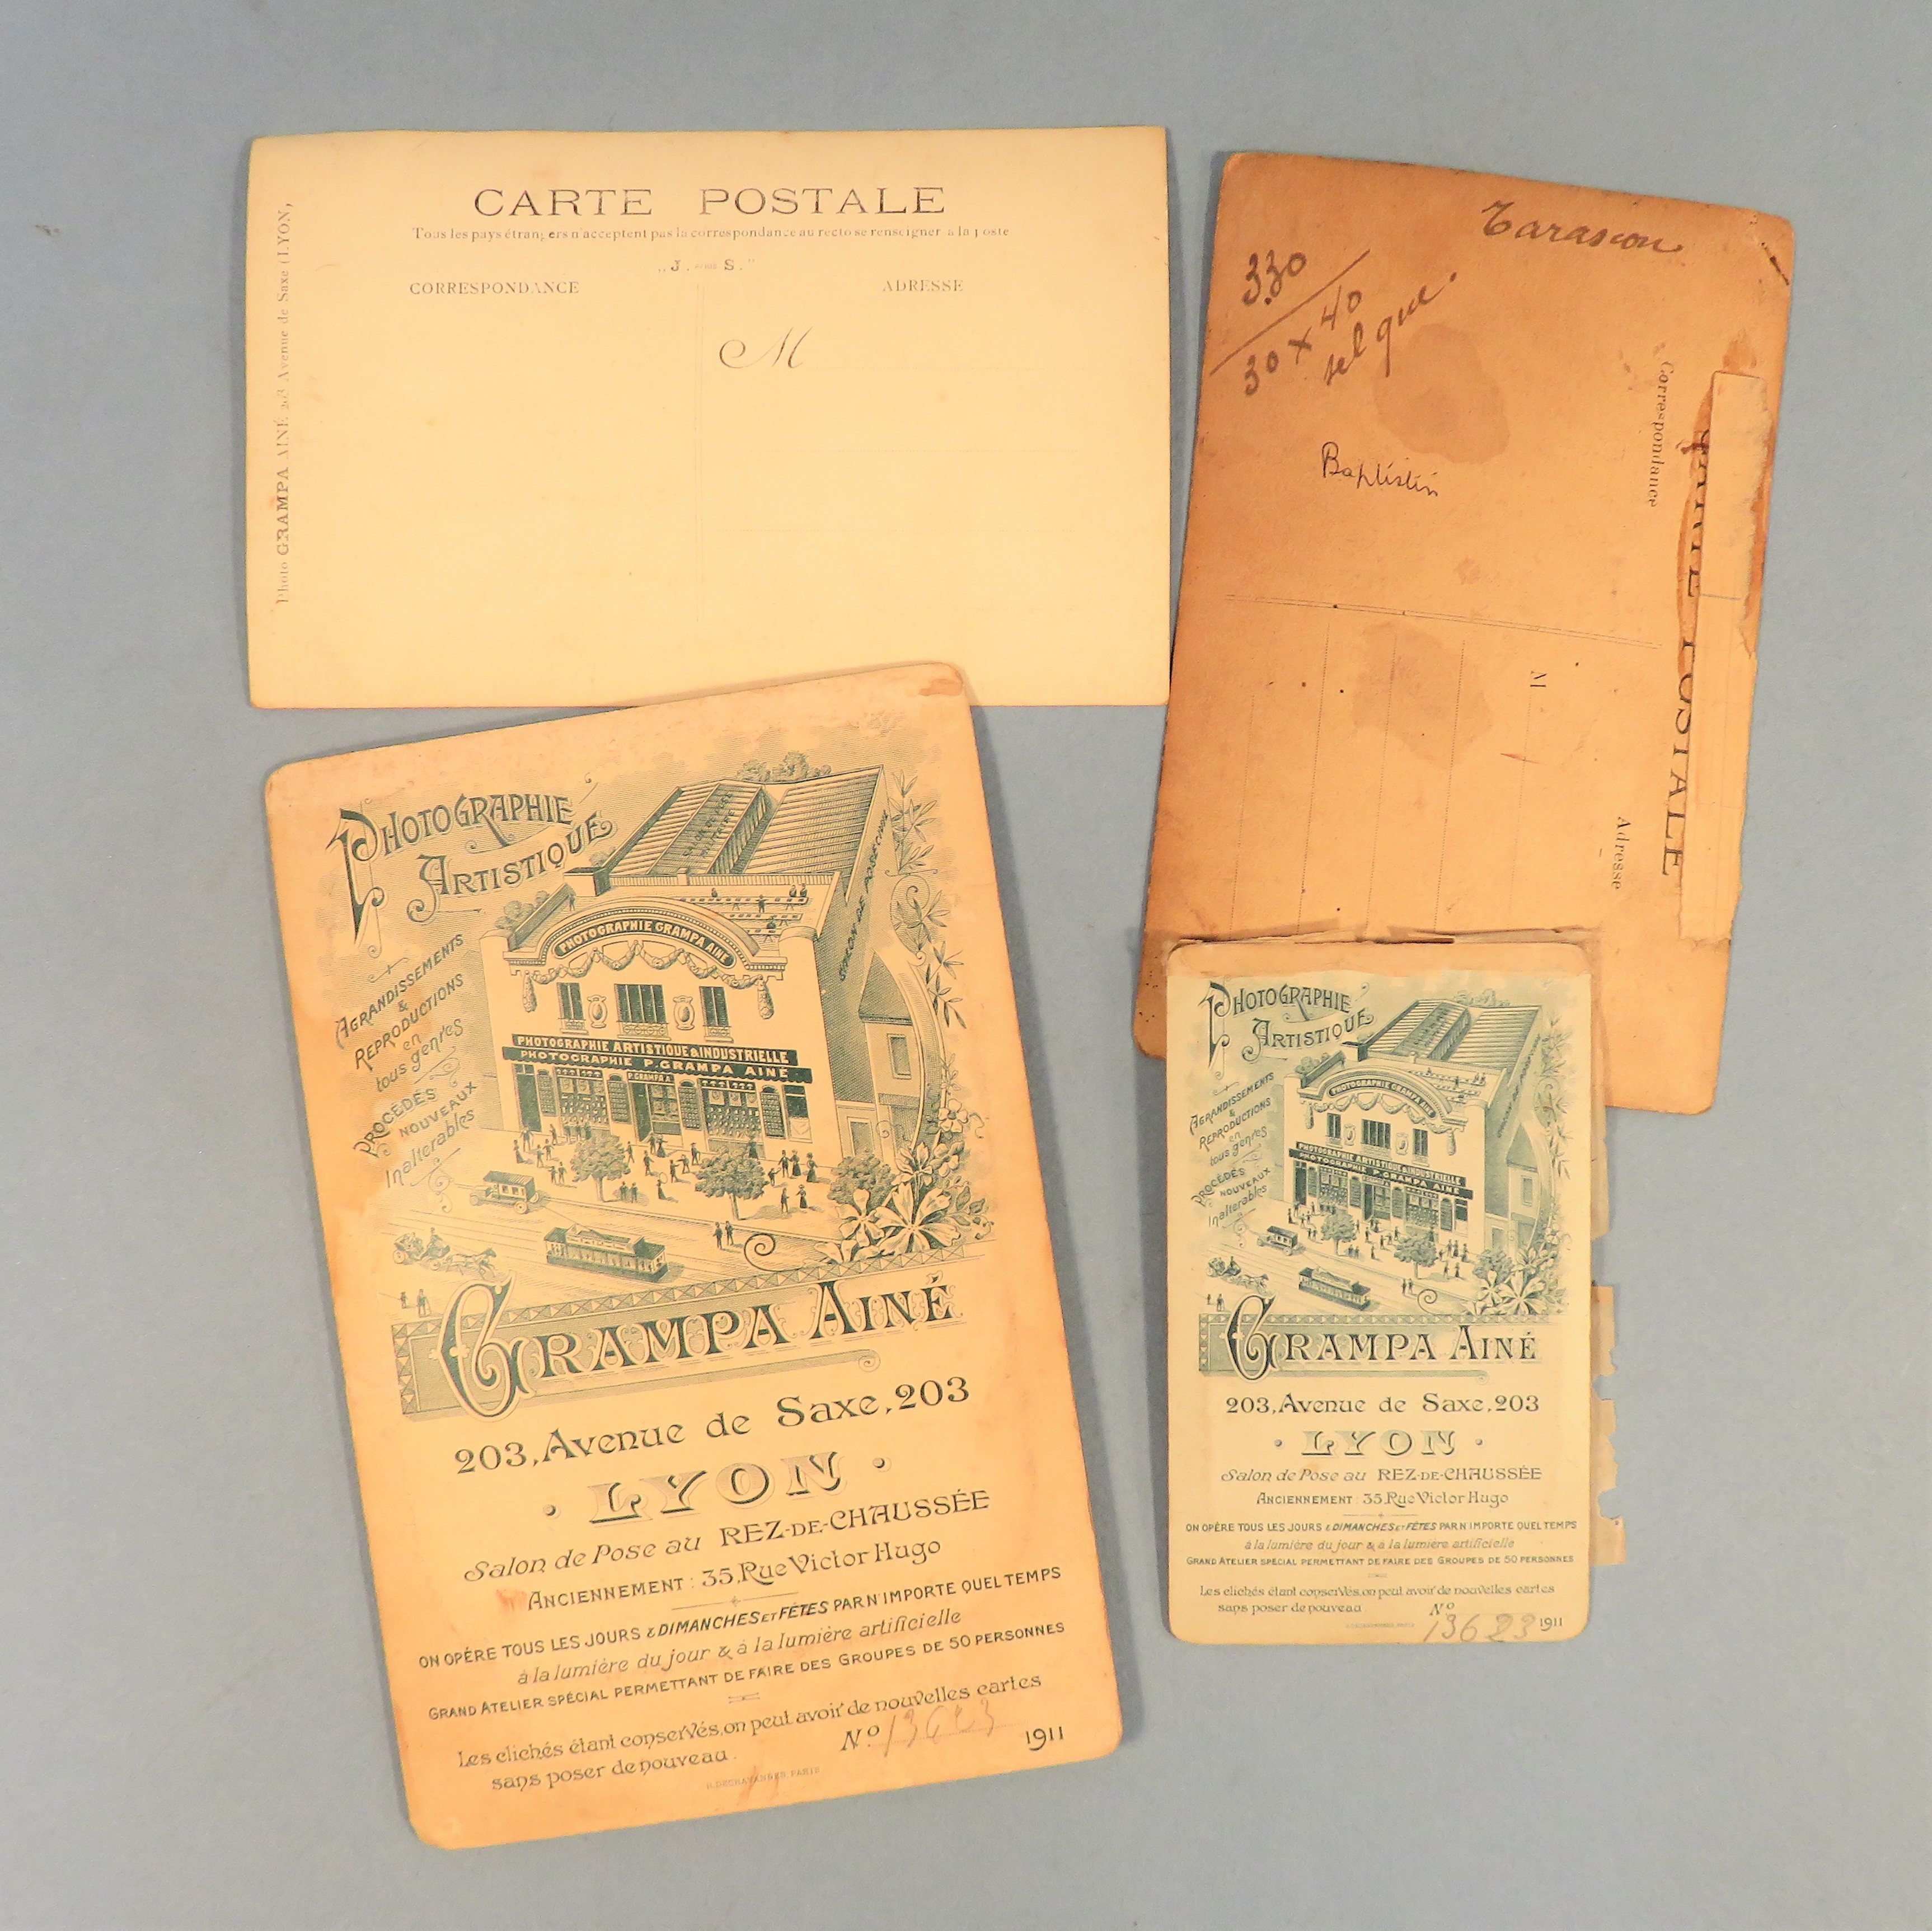 CARTE POSTALE
Tous les pays étrangers n'acceptent pas la correspondance au recto se renseigner à la poste
„J. S."
CORRESPONDANCE
ADRESSE
M
Photo GRAMPA AINÉ 203 Avenue de Saxe LYON,
Tarascon
330
30 x 40
tel que.
Baptistin
Correspondance
CARTE POSTALE
M
Adresse
PHOTOGRAPHIE
ARTISTIQUE
AGRANDISSEMENTS
&
REPRODUCTIONS
en
tous genres
PROCÉDÉS
NOUVEAUX
Inaltérables
SALON DE POSE
PHOTOGRAPHIE GRAMPA AINÉ
PHOTOGRAPHIE ARTISTIQUE & INDUSTRIELLE
PHOTOGRAPHIE P. GRAMPA AINÉ
P. GRAMPA A.
GRAMPA AINÉ
203, Avenue de Saxe, 203
· LYON ·
Salon de Pose au REZ-DE-CHAUSSÉE
ANCIENNEMENT : 35, Rue Victor Hugo
ON OPÈRE TOUS LES JOURS & DIMANCHES ET FÊTES PAR N'IMPORTE QUEL TEMPS
à la lumière du jour & à la lumière artificielle
GRAND ATELIER SPÉCIAL PERMETTANT DE FAIRE DES GROUPES DE 50 PERSONNES
Les clichés étant conservés, on peut avoir de nouvelles cartes
sans poser de nouveau.
N° 13623
1911
R. DECHAVANNES, PARIS
PHOTOGRAPHIE
ARTISTIQUE
AGRANDISSEMENTS
&
REPRODUCTIONS
en
tous genres
PROCÉDÉS
NOUVEAUX
Inaltérables
PHOTOGRAPHIE GRAMPA AINÉ
PHOTOGRAPHIE ARTISTIQUE & INDUSTRIELLE
PHOTOGRAPHIE P. GRAMPA AINÉ
GRAMPA AINÉ
203, Avenue de Saxe, 203
· LYON ·
Salon de Pose au REZ-DE-CHAUSSÉE
ANCIENNEMENT : 35, Rue Victor Hugo
ON OPÈRE TOUS LES JOURS & DIMANCHES ET FÊTES PAR N'IMPORTE QUEL TEMPS
à la lumière du jour & à la lumière artificielle
GRAND ATELIER SPÉCIAL PERMETTANT DE FAIRE DES GROUPES DE 50 PERSONNES
Les clichés étant conservés, on peut avoir de nouvelles cartes
sans poser de nouveau.
N° 13623
1911